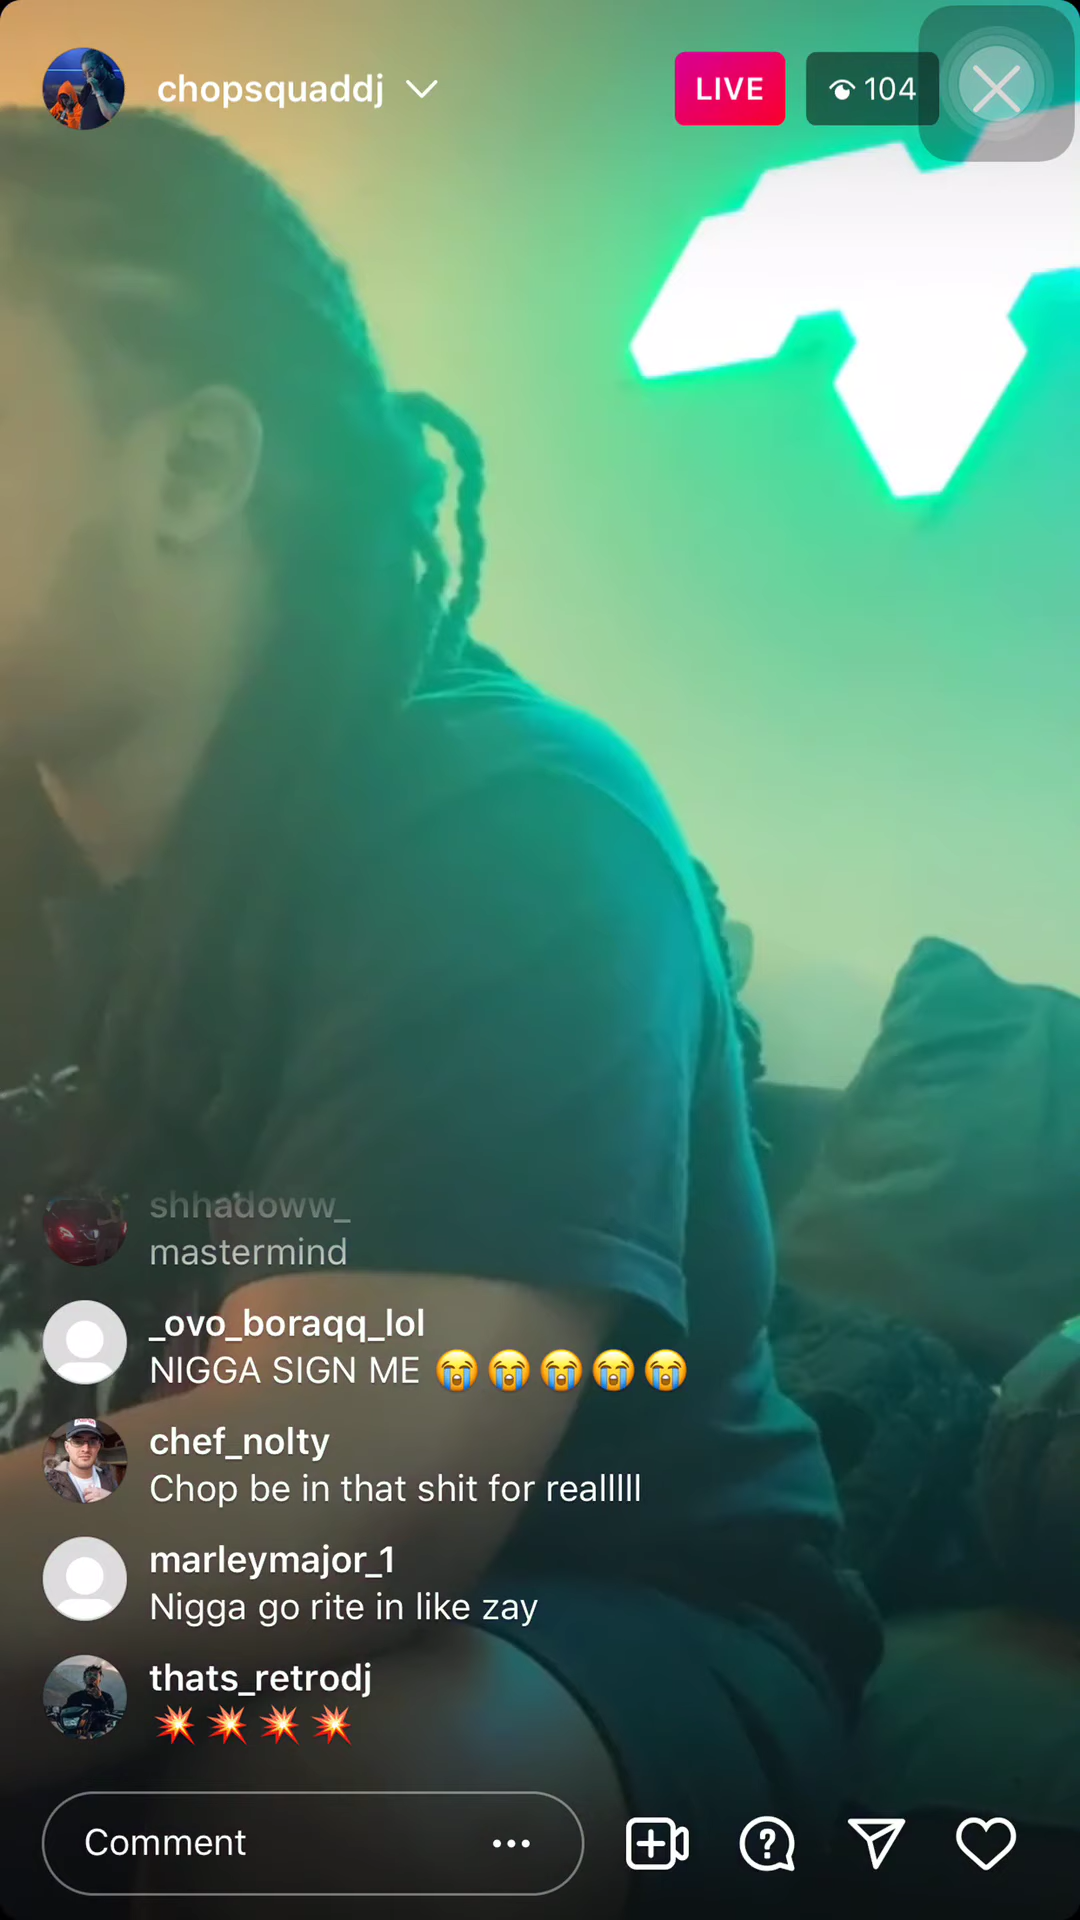 chopsquaddj
LIVE
104
shhadoww_
mastermind
_ovo_boraqq_lol
NIGGA SIGN ME 😭😭😭😭😭
chef_nolty
Chop be in that shit for reallllll
marleymajor_1
Nigga go rite in like zay
thats_retrodj
💥💥💥💥
Comment